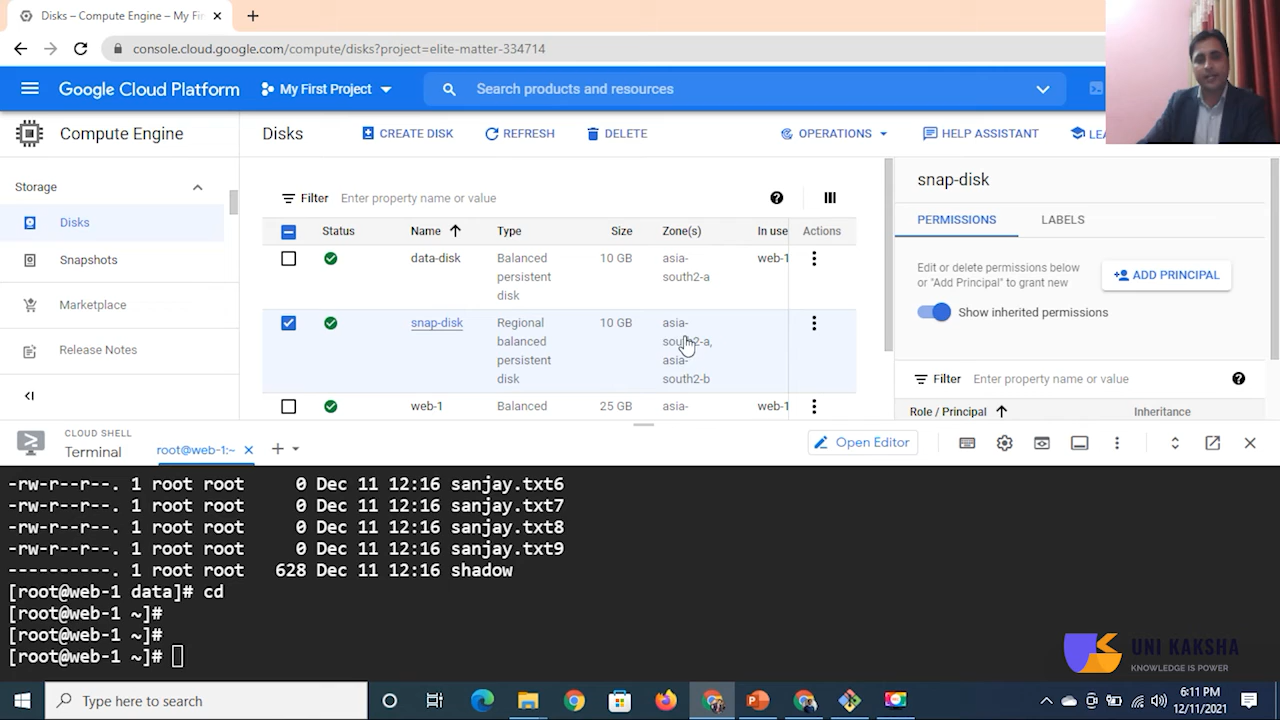 Disks – Compute Engine – My Fir
console.cloud.google.com/compute/disks?project=elite-matter-334714
Google Cloud Platform
My First Project
Search products and resources
Compute Engine
Disks
CREATE DISK
REFRESH
DELETE
OPERATIONS
HELP ASSISTANT
LEA
Storage
Disks
Snapshots
Marketplace
Release Notes
Filter Enter property name or value
Status Name Type Size Zone(s) In use Actions
data-disk Balanced 10 GB asia- web-1
persistent south2-a
disk
snap-disk Regional 10 GB asia-
balanced south2-a,
persistent asia-
disk south2-b
web-1 Balanced 25 GB asia- web-1
snap-disk
PERMISSIONS LABELS
Edit or delete permissions below
or "Add Principal" to grant new
ADD PRINCIPAL
Show inherited permissions
Filter Enter property name or value
Role / Principal Inheritance
CLOUD SHELL
Terminal
root@web-1:~
Open Editor
-rw-r--r--. 1 root root 0 Dec 11 12:16 sanjay.txt6
-rw-r--r--. 1 root root 0 Dec 11 12:16 sanjay.txt7
-rw-r--r--. 1 root root 0 Dec 11 12:16 sanjay.txt8
-rw-r--r--. 1 root root 0 Dec 11 12:16 sanjay.txt9
----------. 1 root root 628 Dec 11 12:16 shadow
[root@web-1 data]# cd
[root@web-1 ~]#
[root@web-1 ~]#
[root@web-1 ~]#
UNI KAKSHA
KNOWLEDGE IS POWER
Type here to search
6:11 PM
12/11/2021